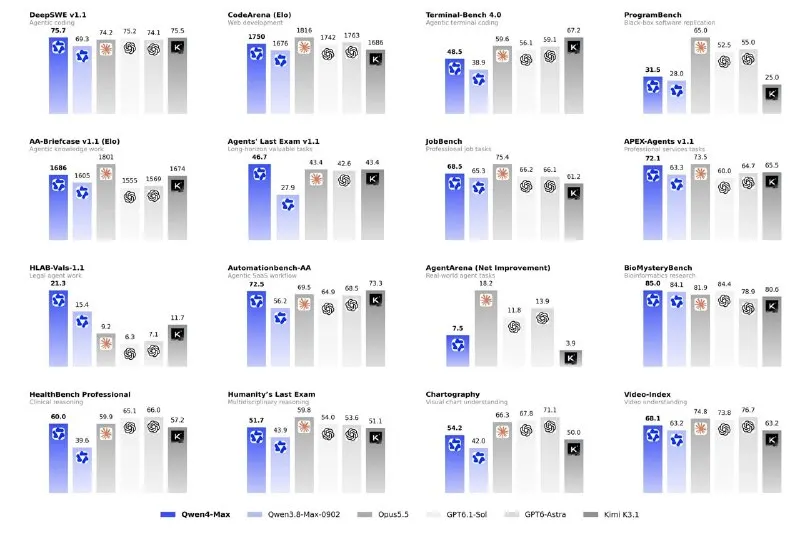 DeepSWE v1.1
Agentic coding
75.7
69.3
74.2
75.2
74.1
75.5
CodeArena (Elo)
Web development
1750
1676
1816
1742
1763
1686
Terminal-Bench 4.0
Agentic terminal coding
48.5
38.9
59.6
56.1
59.1
67.2
ProgramBench
Black-box software replication
31.5
28.0
65.0
52.5
55.0
25.0
AA-Briefcase v1.1 (Elo)
Agentic knowledge work
1686
1605
1801
1555
1569
1674
Agents' Last Exam v1.1
Long-horizon valuable tasks
46.7
27.9
43.4
42.6
43.4
JobBench
Professional job tasks
68.5
65.3
75.4
66.2
66.1
61.2
APEX-Agents v1.1
Professional services tasks
72.1
63.3
73.5
60.0
64.7
65.5
HLAB-Vals-1.1
Legal agent work
21.3
15.4
9.2
6.3
7.1
11.7
Automationbench-AA
Agentic SaaS workflow
72.5
56.2
69.5
64.9
68.5
73.3
AgentArena (Net Improvement)
Real-world agent tasks
7.5
18.2
11.8
13.9
3.9
BioMysteryBench
Bioinformatics research
85.0
84.1
81.9
84.4
78.9
80.6
HealthBench Professional
Clinical reasoning
60.0
39.6
59.9
65.1
66.0
57.2
Humanity's Last Exam
Multidisciplinary reasoning
51.7
43.9
59.8
54.0
53.6
51.1
Chartography
Visual chart understanding
54.2
42.0
66.3
67.8
71.1
50.0
Video-Index
Video understanding
68.1
63.2
74.8
73.8
76.7
63.2
Qwen4-Max
Qwen3.8-Max-0902
Opus5.5
GPT6.1-Sol
GPT6-Astra
Kimi K3.1